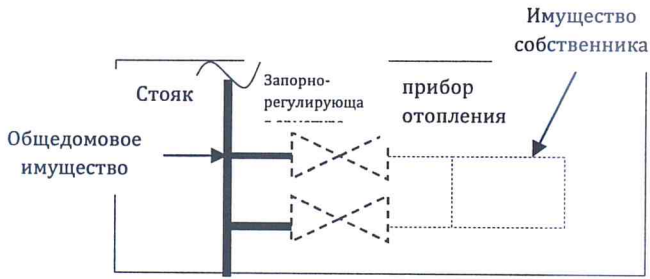 Имущество
собственника
Стояк
Запорно-
регулирующа
прибор
отопления
Общедомовое
имущество